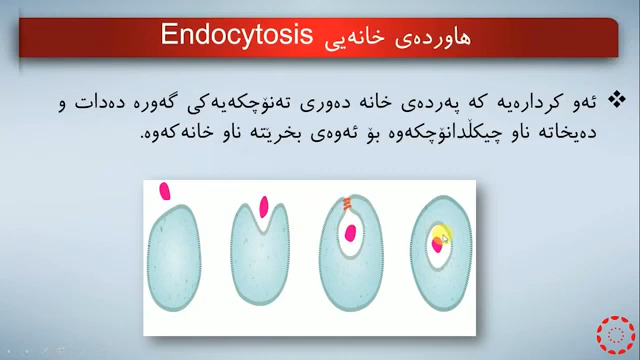 هاوردەی خانەیی Endocytosis
❖ ئەو کردارەیە کە پەردەی خانە دەوری تەنۆچکەیەکی گەورە دەدات و
دەیخاتە ناو چیکڵدانۆچکەوە بۆ ئەوەی بخرێتە ناو خانەکەوە.